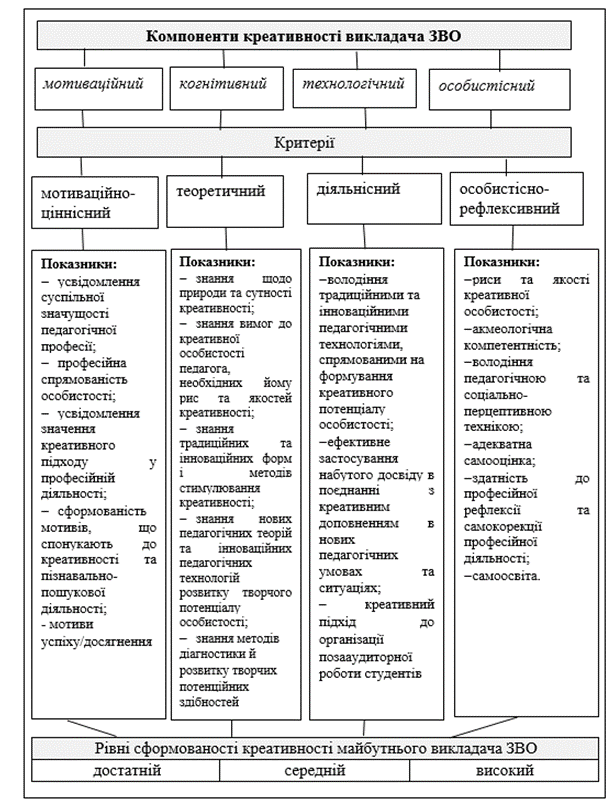 Компоненти креативності викладача ЗВО
мотиваційний
когнітивний
технологічний
особистісний
Критерії
мотиваційно-
ціннісний
теоретичний
діяльнісний
особистісно-
рефлексивний
Показники:
– усвідомлення
суспільної
значущості
педагогічної
професії;
– професійна
спрямованість
особистості;
– усвідомлення
значення
креативного
підходу у
професійній
діяльності;
– сформованість
мотивів, що
спонукають до
креативності та
пізнавально-
пошукової
діяльності;
- мотиви
успіху/досягнення
Показники:
– знання щодо
природи та сутності
креативності;
– знання вимог до
креативної
особистості
педагога,
необхідних йому
рис та якостей
креативності;
– знання
традиційних та
інноваційних форм
і методів
стимулювання
креативності;
– знання нових
педагогічних теорій
та інноваційних
педагогічних
технологій
розвитку творчого
потенціалу
особистості;
– знання методів
діагностики й
розвитку творчих
потенційних
здібностей
Показники:
–володіння
традиційними та
інноваційними
педагогічними
технологіями,
спрямованими на
формування
креативного
потенціалу
особистості;
–ефективне
застосування
набутого досвіду в
поєднанні з
креативним
доповненням в
нових
педагогічних
умовах та
ситуаціях;
– креативний
підхід до
організації
позааудиторної
роботи студентів
Показники:
–риси та якості
креативної
особистості;
–акмеологічна
компетентність;
–володіння
педагогічною та
соціально-
перцептивною
технікою;
–адекватна
самооцінка;
–здатність до
професійної
рефлексії та
самокорекції
професійної
діяльності;
–самоосвіта.
Рівні сформованості креативності майбутнього викладача ЗВО
достатній
середній
високий